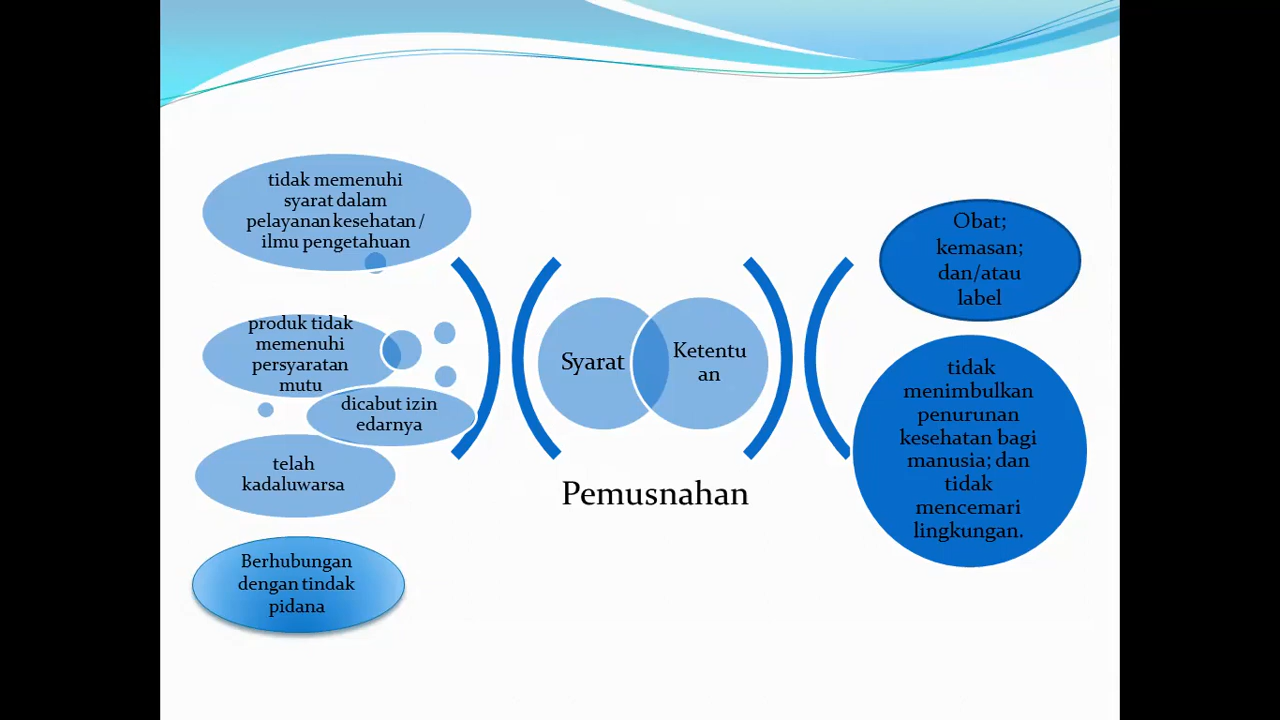 tidak memenuhi
syarat dalam
pelayanan kesehatan /
ilmu pengetahuan
produk tidak
memenuhi
persyaratan
mutu
dicabut izin
edarnya
telah
kadaluwarsa
Berhubungan
dengan tindak
pidana
Syarat
Ketentu
an
Pemusnahan
Obat;
kemasan;
dan/atau
label
tidak
menimbulkan
penurunan
kesehatan bagi
manusia; dan
tidak
mencemari
lingkungan.